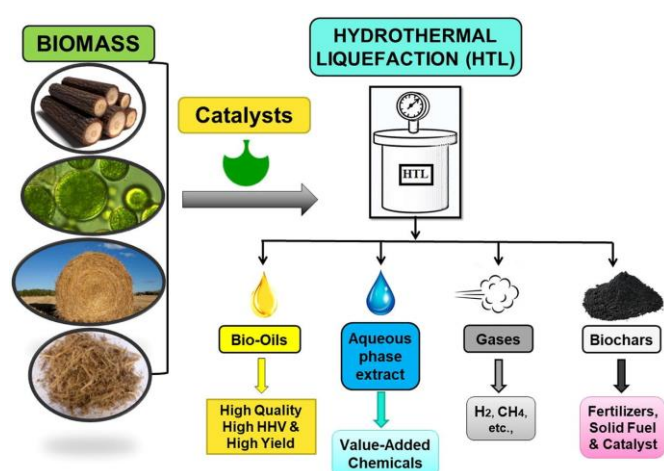 BIOMASS
HYDROTHERMAL
LIQUEFACTION (HTL)
Catalysts
HTL
Bio-Oils
Aqueous
phase
extract
Gases
Biochars
High Quality
High HHV &
High Yield
Value-Added
Chemicals
H2, CH4,
etc.,
Fertilizers,
Solid Fuel
& Catalyst